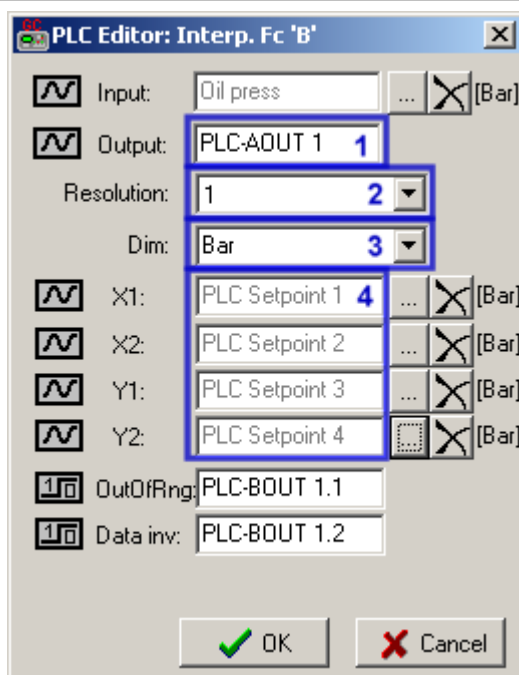 GC PLC Editor: Interp. Fc 'B'
Input: Oil press ... [Bar]
Output: PLC-AOUT 1 1
Resolution: 1 2
Dim: Bar 3
X1: PLC Setpoint 1 4 ... [Bar]
X2: PLC Setpoint 2 ... [Bar]
Y1: PLC Setpoint 3 ... [Bar]
Y2: PLC Setpoint 4 ... [Bar]
OutOfRng: PLC-BOUT 1.1
Data inv: PLC-BOUT 1.2
OK Cancel